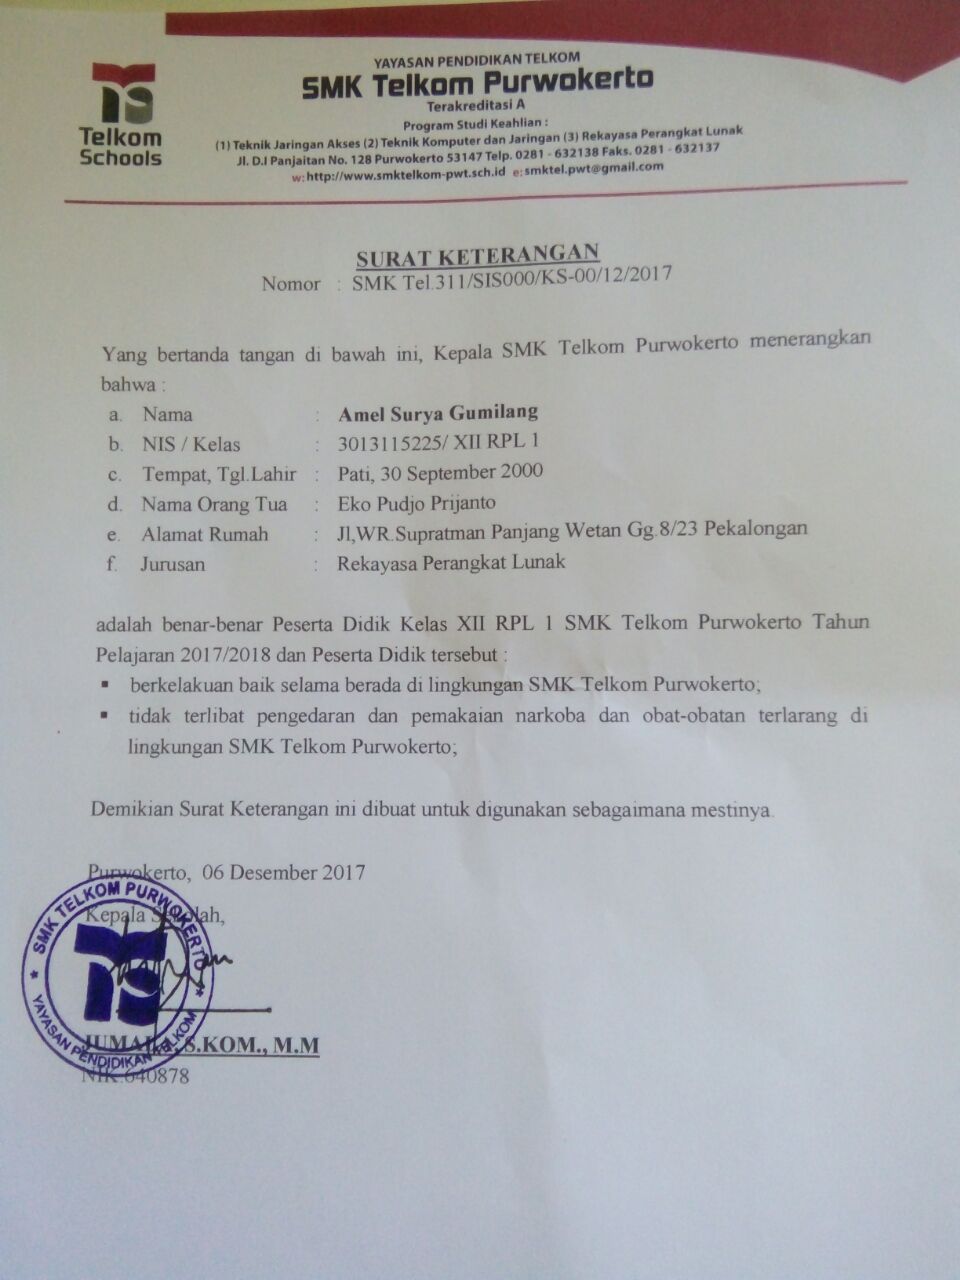 Telkom
Schools
YAYASAN PENDIDIKAN TELKOM
SMK Telkom Purwokerto
Terakreditasi A
Program Studi Keahlian :
(1) Teknik Jaringan Akses (2) Teknik Komputer dan Jaringan (3) Rekayasa Perangkat Lunak
Jl. D.I Panjaitan No. 128 Purwokerto 53147 Telp. 0281 - 632138 Faks. 0281 - 632137
w: http://www.smktelkom-pwt.sch.id e: smktel.pwt@gmail.com
SURAT KETERANGAN
Nomor : SMK Tel.311/SIS000/KS-00/12/2017
Yang bertanda tangan di bawah ini, Kepala SMK Telkom Purwokerto menerangkan
bahwa :
a. Nama : Amel Surya Gumilang
b. NIS / Kelas : 3013115225/ XII RPL 1
c. Tempat, Tgl.Lahir : Pati, 30 September 2000
d. Nama Orang Tua : Eko Pudjo Prijanto
e. Alamat Rumah : Jl,WR.Supratman Panjang Wetan Gg.8/23 Pekalongan
f. Jurusan : Rekayasa Perangkat Lunak
adalah benar-benar Peserta Didik Kelas XII RPL 1 SMK Telkom Purwokerto Tahun
Pelajaran 2017/2018 dan Peserta Didik tersebut :
▪ berkelakuan baik selama berada di lingkungan SMK Telkom Purwokerto;
▪ tidak terlibat pengedaran dan pemakaian narkoba dan obat-obatan terlarang di
lingkungan SMK Telkom Purwokerto;
Demikian Surat Keterangan ini dibuat untuk digunakan sebagaimana mestinya.
Purwokerto, 06 Desember 2017
Kepala Sekolah,
SMK TELKOM PURWOKERTO
YAYASAN PENDIDIKAN TELKOM
S.KOM., M.M
NIK.640878